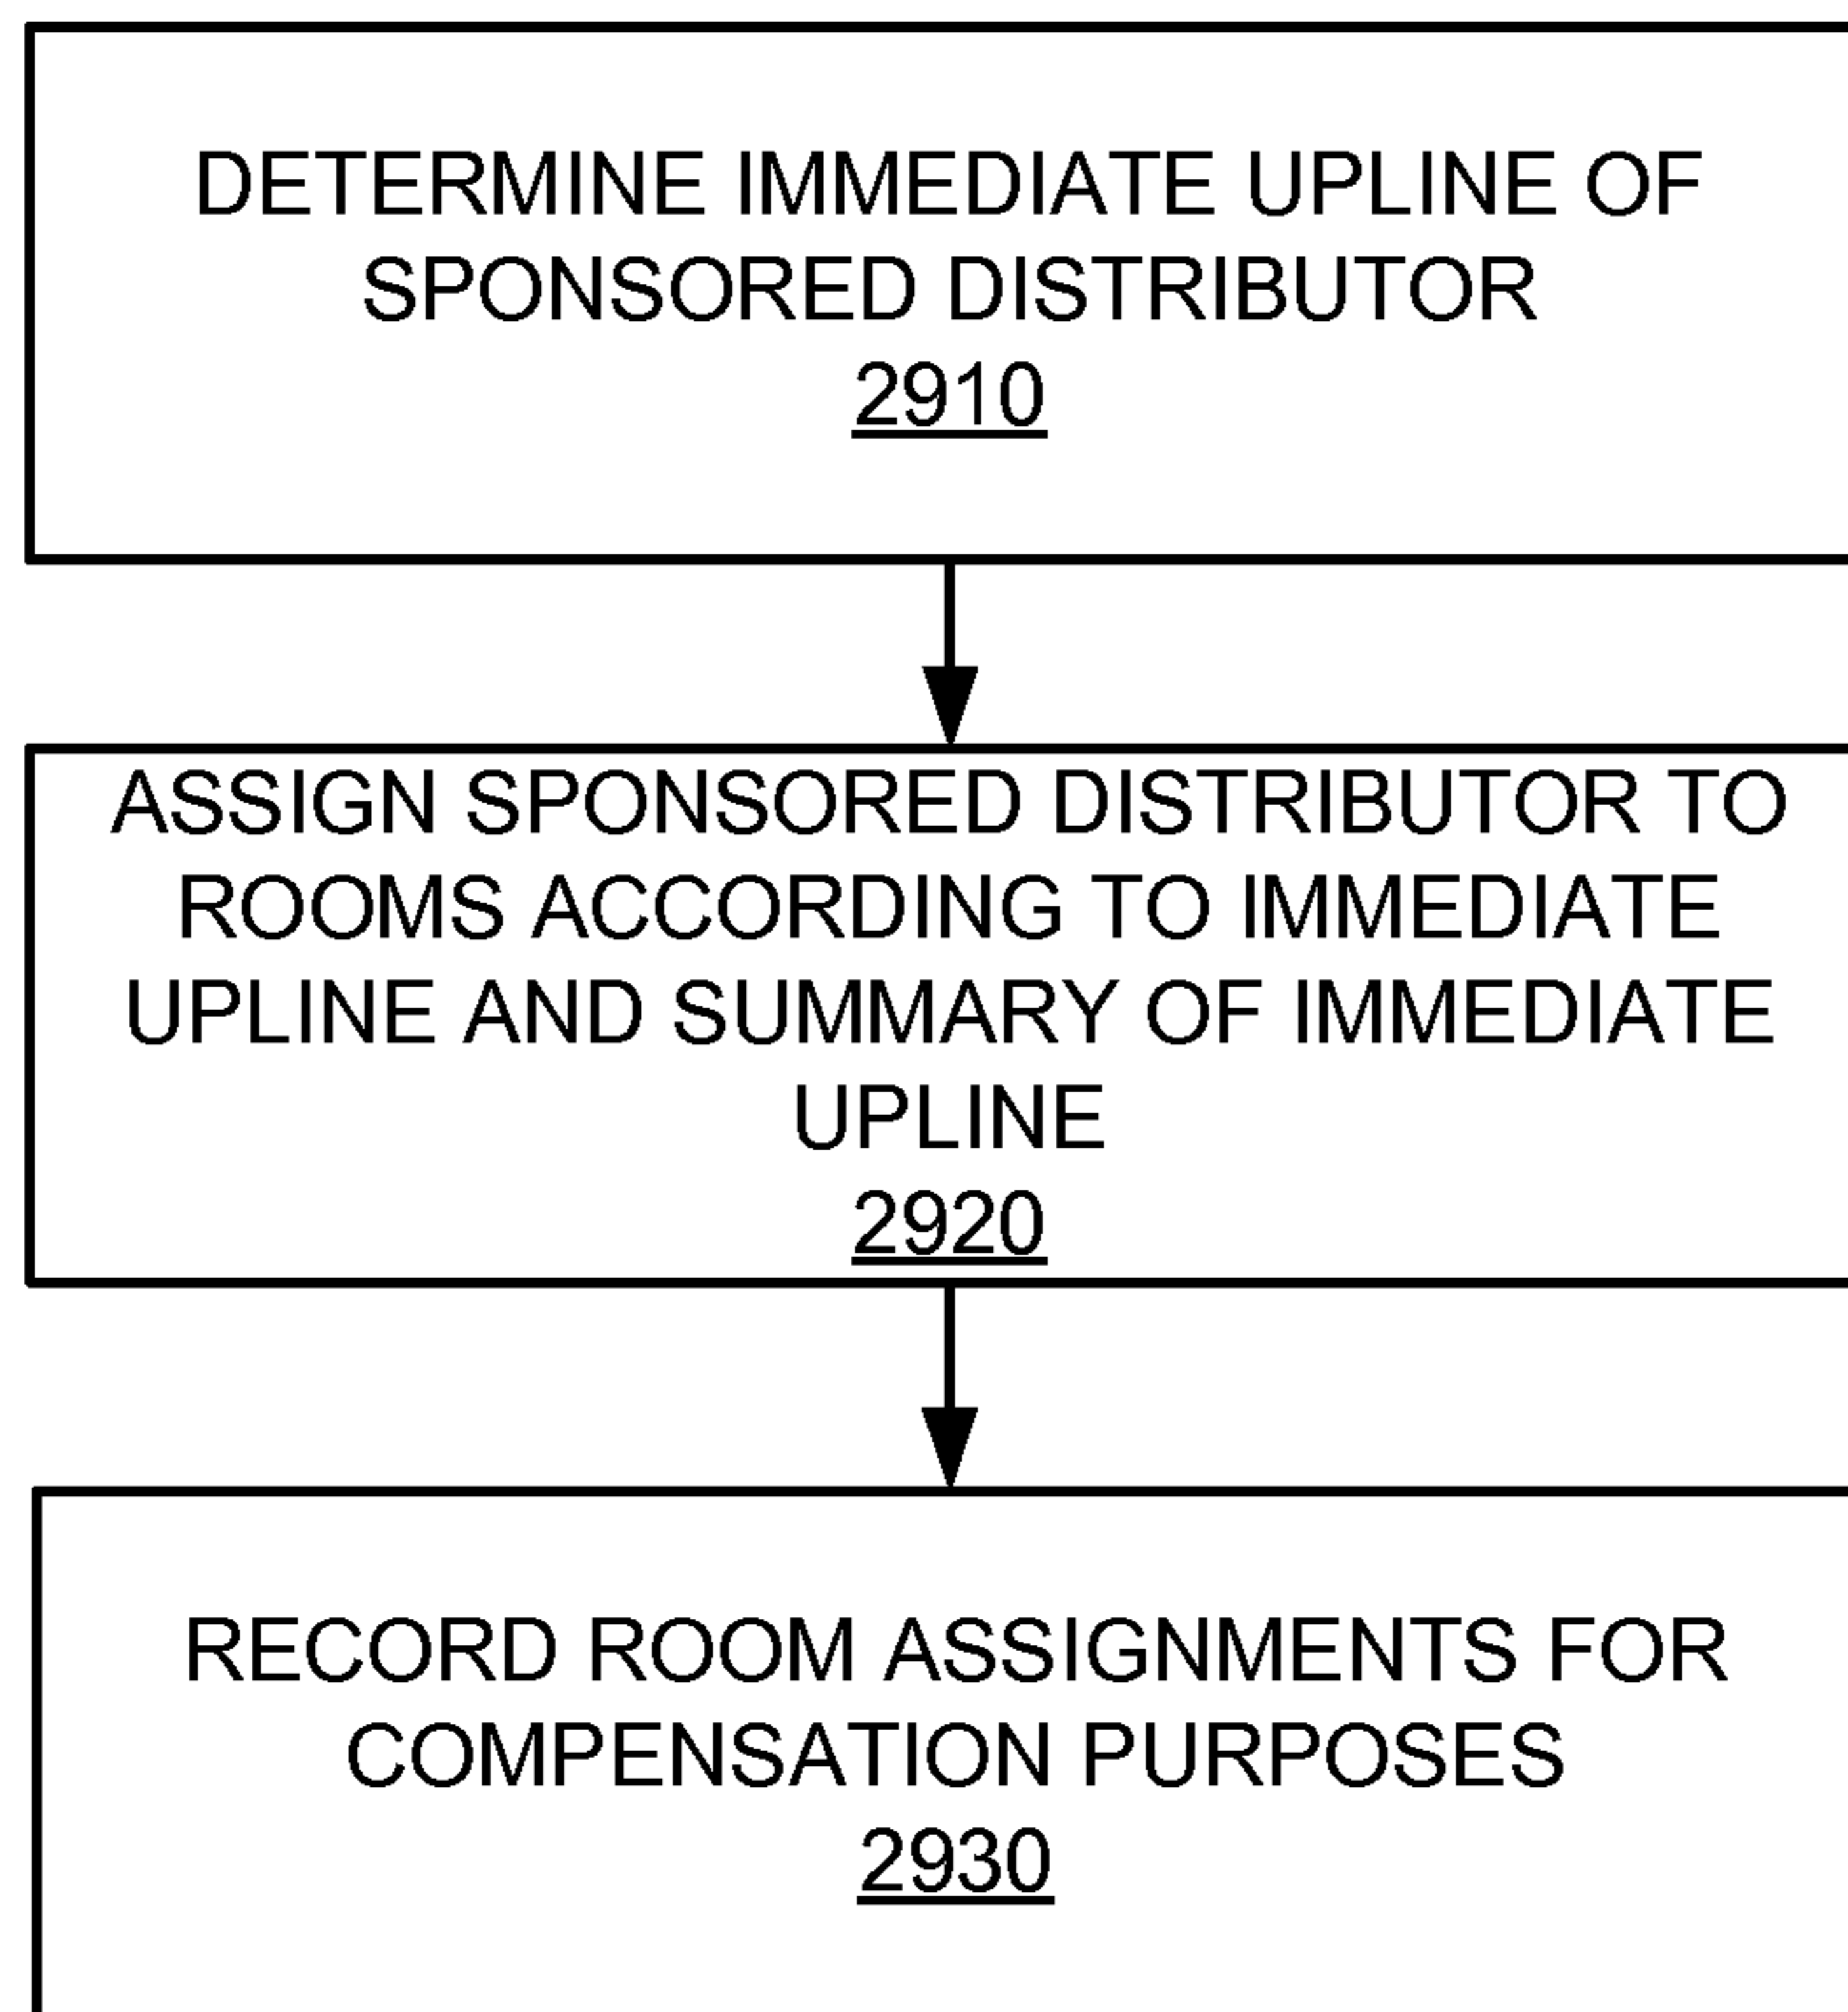 DETERMINE IMMEDIATE UPLINE OF
SPONSORED DISTRIBUTOR
2910
ASSIGN SPONSORED DISTRIBUTOR TO
ROOMS ACCORDING TO IMMEDIATE
UPLINE AND SUMMARY OF IMMEDIATE
UPLINE
2920
RECORD ROOM ASSIGNMENTS FOR
COMPENSATION PURPOSES
2930